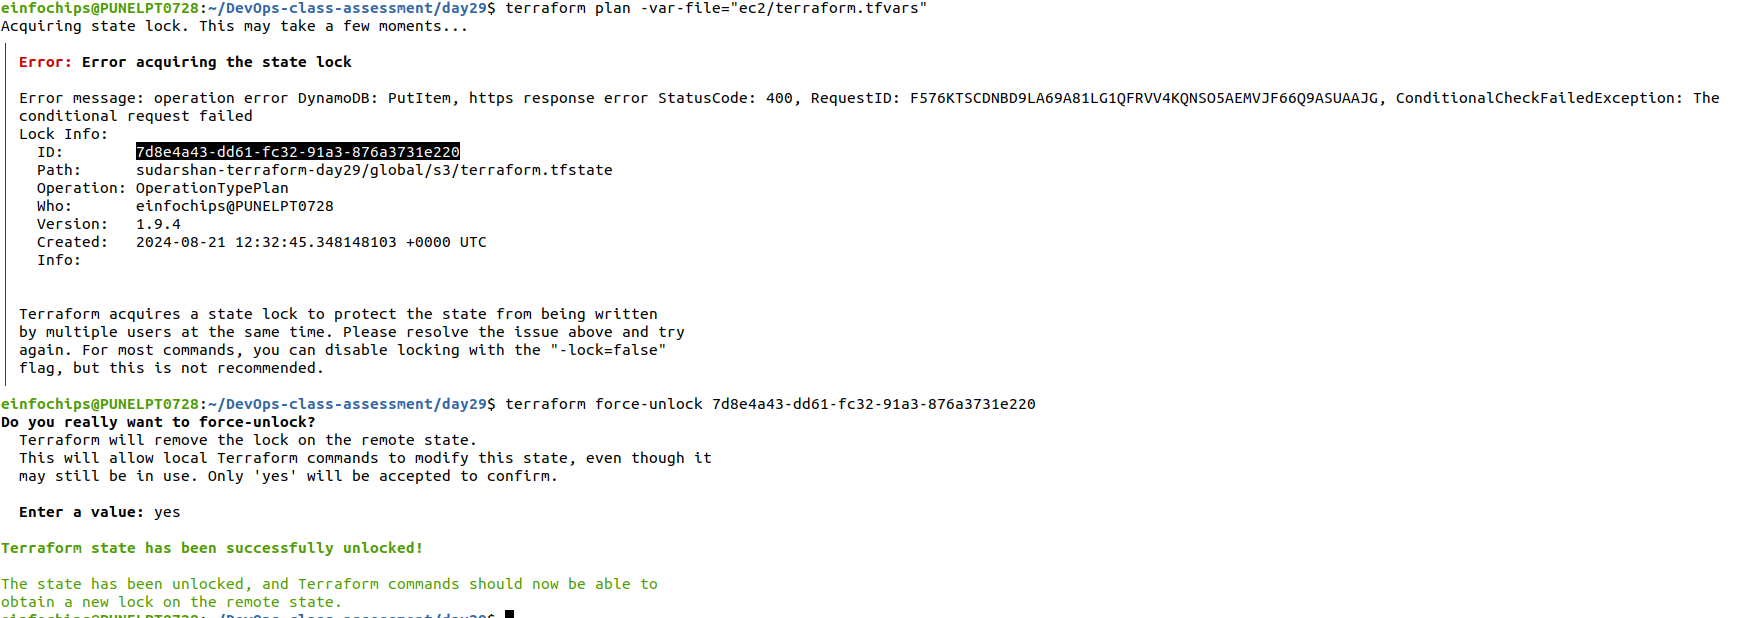 einfochips@PUNELPT0728:~/DevOps-class-assessment/day29$ terraform plan -var-file="ec2/terraform.tfvars"
Acquiring state lock. This may take a few moments...
Error: Error acquiring the state lock
Error message: operation error DynamoDB: PutItem, https response error StatusCode: 400, RequestID: F576KTSCDNBD9LA69A81LG1QFRVV4KQNSO5AEMVJF66Q9ASUAAJG, ConditionalCheckFailedException: The
conditional request failed
Lock Info:
ID: 7d8e4a43-dd61-fc32-91a3-876a3731e220
Path: sudarshan-terraform-day29/global/s3/terraform.tfstate
Operation: OperationTypePlan
Who: einfochips@PUNELPT0728
Version: 1.9.4
Created: 2024-08-21 12:32:45.348148103 +0000 UTC
Info:
Terraform acquires a state lock to protect the state from being written
by multiple users at the same time. Please resolve the issue above and try
again. For most commands, you can disable locking with the "-lock=false"
flag, but this is not recommended.
einfochips@PUNELPT0728:~/DevOps-class-assessment/day29$ terraform force-unlock 7d8e4a43-dd61-fc32-91a3-876a3731e220
Do you really want to force-unlock?
Terraform will remove the lock on the remote state.
This will allow local Terraform commands to modify this state, even though it
may still be in use. Only 'yes' will be accepted to confirm.
Enter a value: yes
Terraform state has been successfully unlocked!
The state has been unlocked, and Terraform commands should now be able to
obtain a new lock on the remote state.
einfochips@PUNELPT0728:~/DevOps-class-assessment/day29$